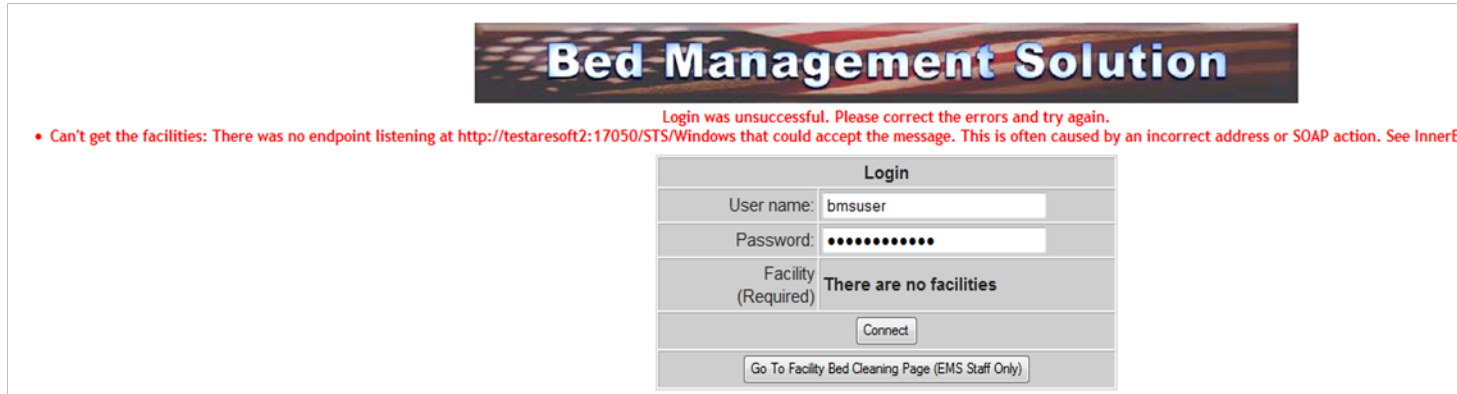 Bed Management Solution
Login was unsuccessful. Please correct the errors and try again.
• Can't get the facilities: There was no endpoint listening at http://testaresoft2:17050/STS/Windows that could accept the message. This is often caused by an incorrect address or SOAP action. See InnerE
Login
User name: bmsuser
Password: ••••••••••••
Facility
(Required) There are no facilities
Connect
Go To Facility Bed Cleaning Page (EMS Staff Only)